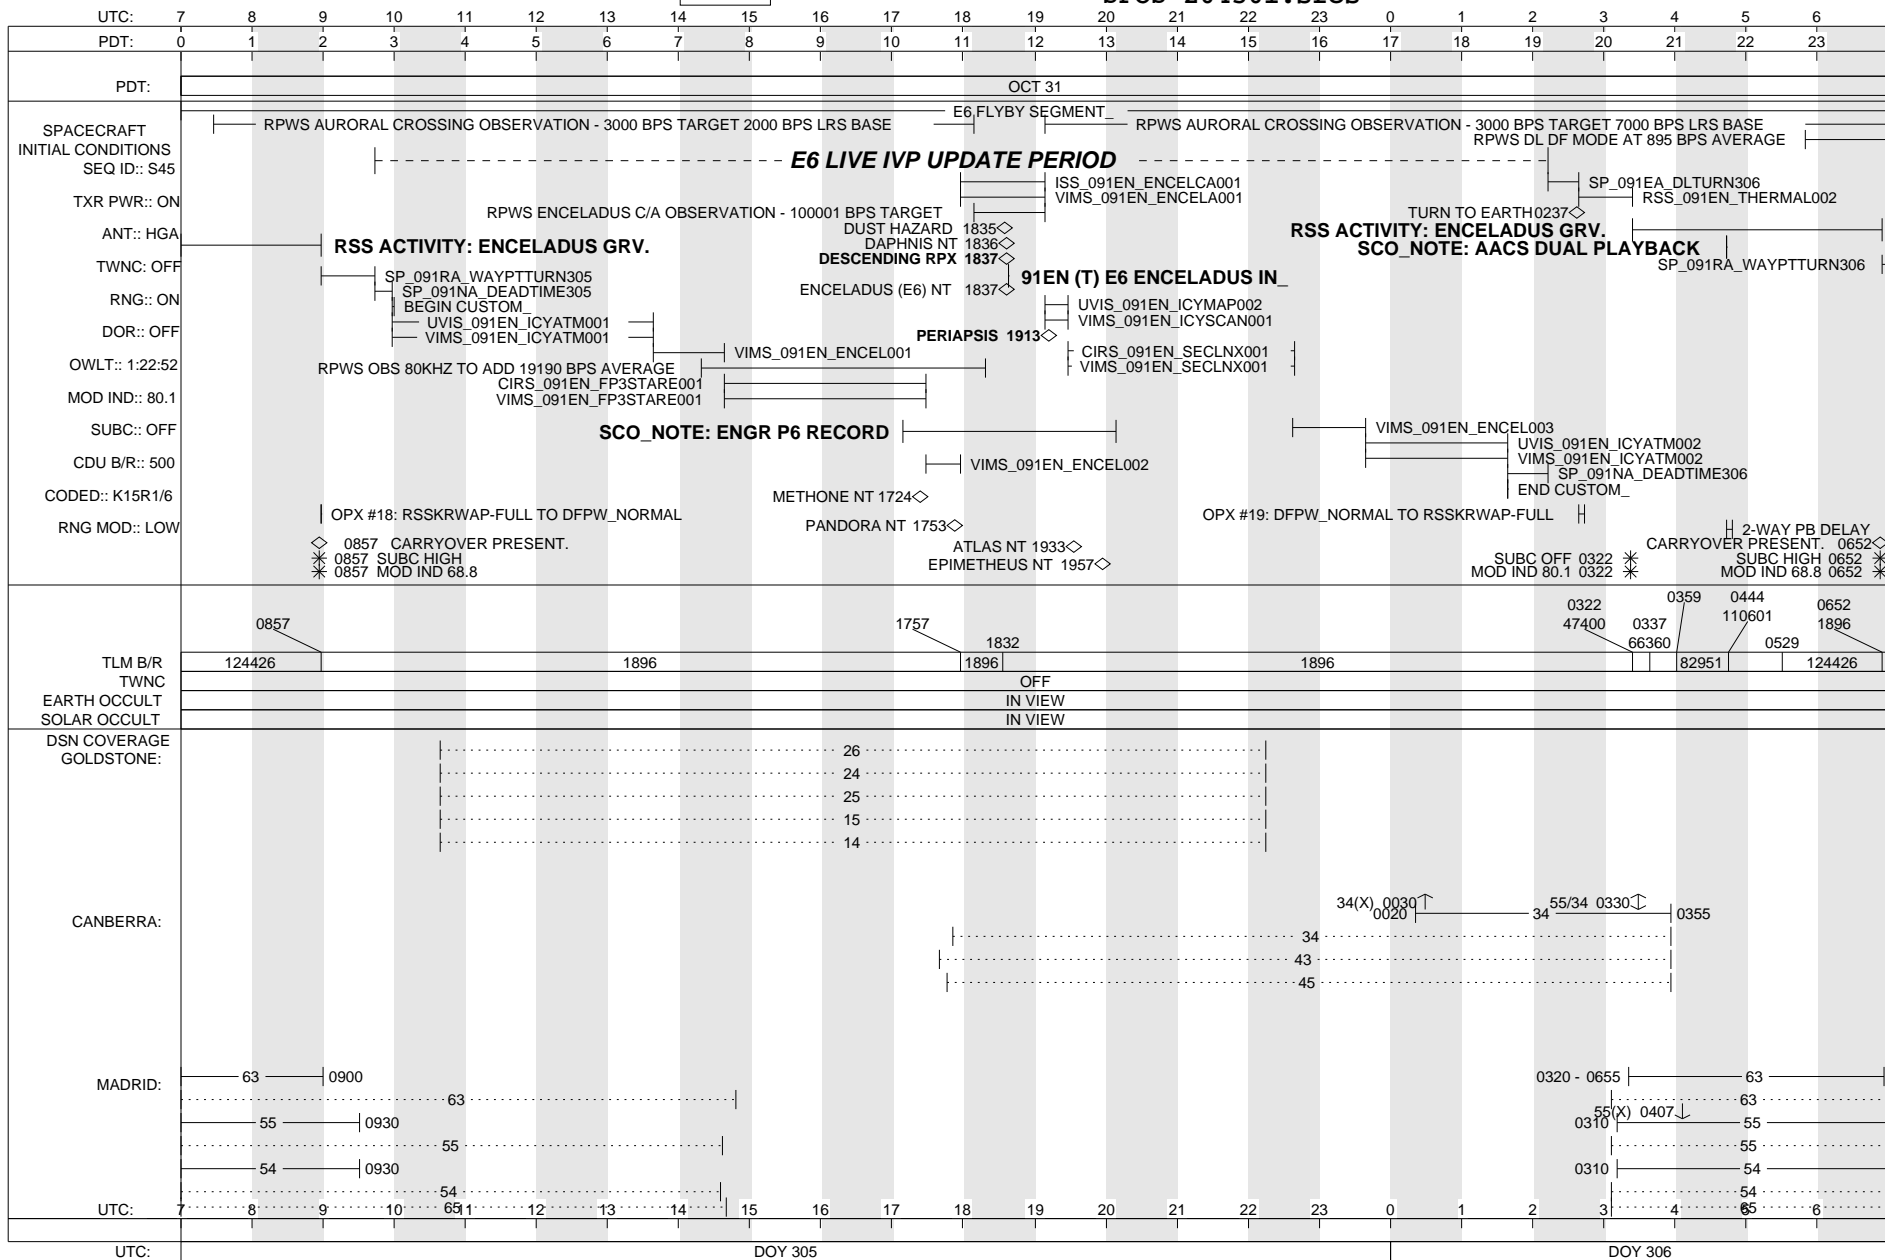 UTC: 7 8 9 10 11 12 13 14 15 16 17 18 19 20 21 22 23 0 1 2 3 4 5 6
PDT: 0 1 2 3 4 5 6 7 8 9 10 11 12 13 14 15 16 17 18 19 20 21 22 23
PDT: OCT 31
E6 FLYBY SEGMENT_
SPACECRAFT
INITIAL CONDITIONS
SEQ ID:: S45
TXR PWR:: ON
ANT:: HGA
TWNC: OFF
RNG:: ON
DOR:: OFF
OWLT:: 1:22:52
MOD IND:: 80.1
SUBC:: OFF
CDU B/R:: 500
CODED:: K15R1/6
RNG MOD:: LOW
RPWS AURORAL CROSSING OBSERVATION - 3000 BPS TARGET 2000 BPS LRS BASE
RPWS AURORAL CROSSING OBSERVATION - 3000 BPS TARGET 7000 BPS LRS BASE
RPWS DL DF MODE AT 895 BPS AVERAGE
E6 LIVE IVP UPDATE PERIOD
ISS_091EN_ENCELCA001
SP_091EA_DLTURN306
VIMS_091EN_ENCELA001
RSS_091EN_THERMAL002
RPWS ENCELADUS C/A OBSERVATION - 100001 BPS TARGET
TURN TO EARTH 0237
DUST HAZARD 1835
RSS ACTIVITY: ENCELADUS GRV.
DAPHNIS NT 1836
RSS ACTIVITY: ENCELADUS GRV.
SCO_NOTE: AACS DUAL PLAYBACK
DESCENDING RPX 1837
SP_091RA_WAYPTTURN306
SP_091RA_WAYPTTURN305
91EN (T) E6 ENCELADUS IN_
SP_091NA_DEADTIME305
ENCELADUS (E6) NT 1837
BEGIN CUSTOM_
UVIS_091EN_ICYMAP002
UVIS_091EN_ICYATM001
VIMS_091EN_ICYSCAN001
VIMS_091EN_ICYATM001
PERIAPSIS 1913
VIMS_091EN_ENCEL001
CIRS_091EN_SECLNX001
RPWS OBS 80KHZ TO ADD 19190 BPS AVERAGE
VIMS_091EN_SECLNX001
CIRS_091EN_FP3STARE001
VIMS_091EN_FP3STARE001
SCO_NOTE: ENGR P6 RECORD
VIMS_091EN_ENCEL003
UVIS_091EN_ICYATM002
VIMS_091EN_ICYATM002
VIMS_091EN_ENCEL002
SP_091NA_DEADTIME306
END CUSTOM_
METHONE NT 1724
OPX #18: RSSKRWAP-FULL TO DFPW_NORMAL
OPX #19: DFPW_NORMAL TO RSSKRWAP-FULL
PANDORA NT 1753
2-WAY PB DELAY
0857 CARRYOVER PRESENT.
ATLAS NT 1933
CARRYOVER PRESENT. 0652
0857 SUBC HIGH
EPIMETHEUS NT 1957
SUBC OFF 0322
SUBC HIGH 0652
0857 MOD IND 68.8
MOD IND 80.1 0322
MOD IND 68.8 0652
0857 1757 1832
0322 47400
0337 66360
0359
0444 110601
0529
0652 1896
TLM B/R 124426 1896 1896 1896 82951 124426
TWNC OFF
EARTH OCCULT IN VIEW
SOLAR OCCULT IN VIEW
DSN COVERAGE
GOLDSTONE:
26
24
25
15
14
34(X) 0030 55/34 0330
CANBERRA: 0020 34 0355
34
43
45
MADRID: 63 0900 0320 - 0655 63
63 63
55(X) 0407
55 0930 0310 55
55 55
54 0930 0310 54
54 54
65 65
UTC: 7 8 9 10 11 12 13 14 15 16 17 18 19 20 21 22 23 0 1 2 3 4 6
UTC: DOY 305 DOY 306